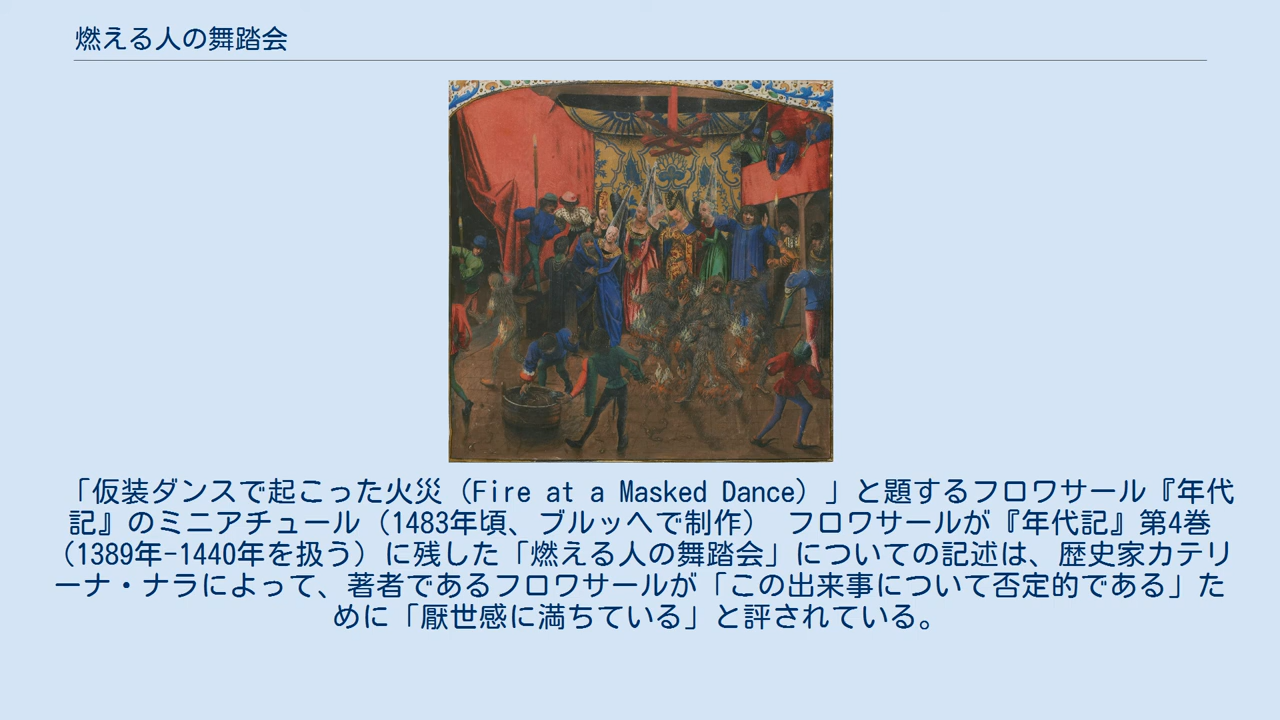 燃える人の舞踏会
「仮装ダンスで起こった火災（Fire at a Masked Dance）」と題するフロワサール『年代
記』のミニアチュール（1483年頃、ブルッヘで制作）　フロワサールが『年代記』第4巻
（1389年-1440年を扱う）に残した「燃える人の舞踏会」についての記述は、歴史家カテリ
ーナ・ナラによって、著者であるフロワサールが「この出来事について否定的である」た
めに「厭世感に満ちている」と評されている。